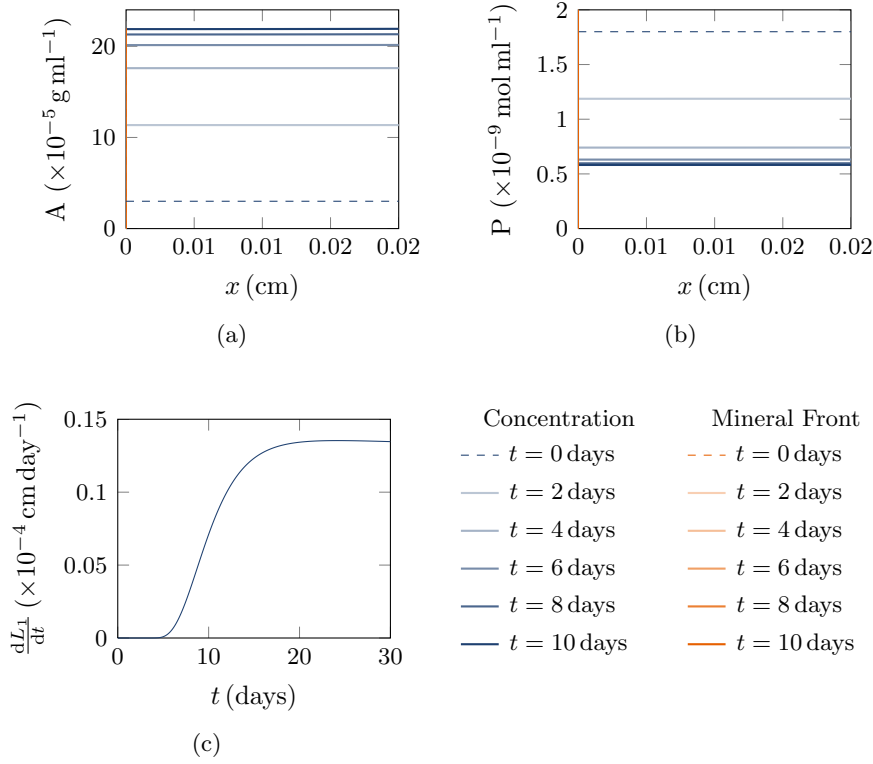 20
10
0
A (×10⁻⁵ g ml⁻¹)
0 0.01 0.01 0.02 0.02
x (cm)
(a)
2
1.5
1
0.5
0
P (×10⁻⁹ mol ml⁻¹)
0 0.01 0.01 0.02 0.02
x (cm)
(b)
0.15
0.1
0.05
0
dL₁/dt (×10⁻⁴ cm day⁻¹)
0 10 20 30
t (days)
(c)
Concentration
t = 0 days
t = 2 days
t = 4 days
t = 6 days
t = 8 days
t = 10 days
Mineral Front
t = 0 days
t = 2 days
t = 4 days
t = 6 days
t = 8 days
t = 10 days